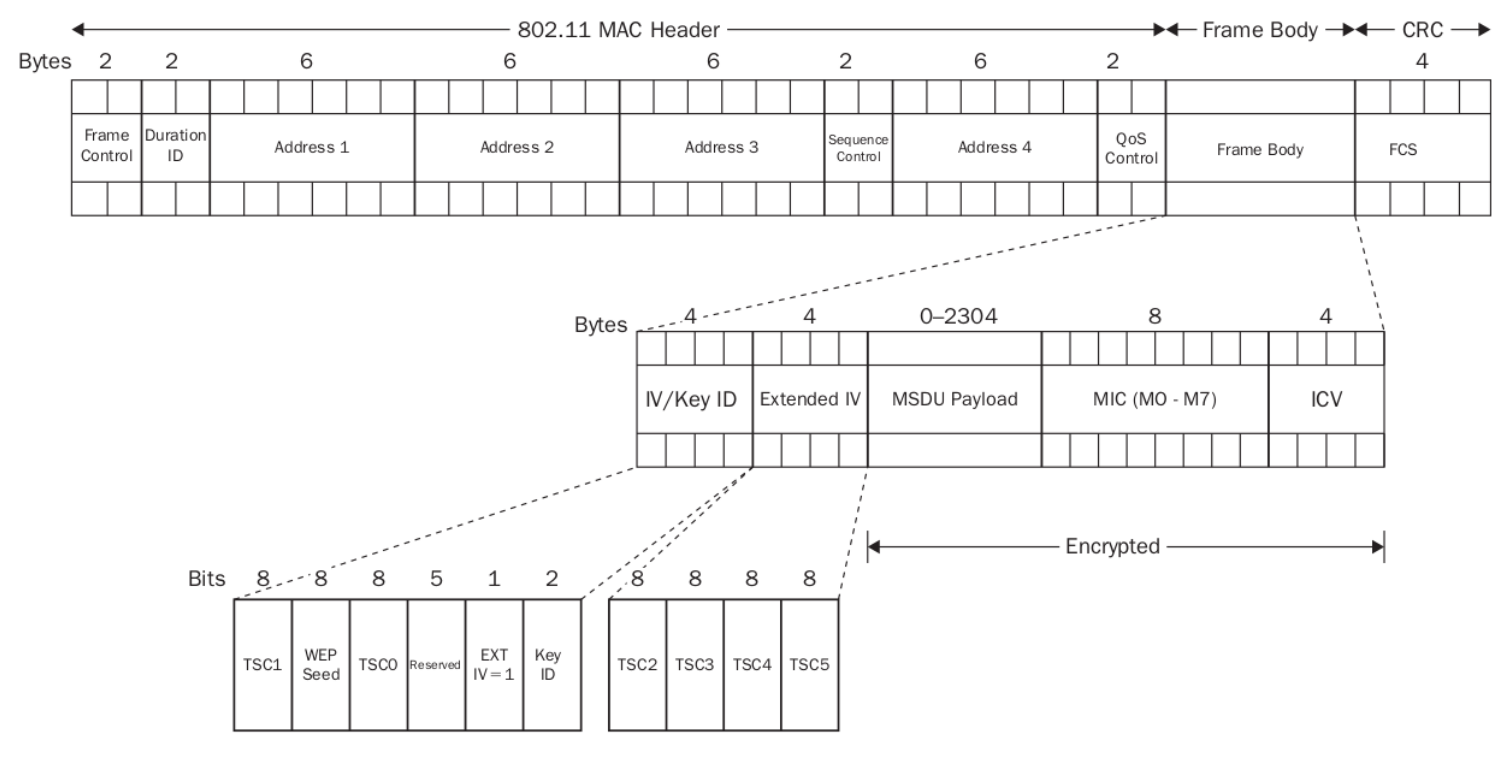 802.11 MAC Header Frame Body CRC
Bytes 2 2 6 6 6 2 6 2 4
Frame Control
Duration ID
Address 1
Address 2
Address 3
Sequence Control
Address 4
QoS Control
Frame Body
FCS
Bytes 4 4 0–2304 8 4
IV/Key ID
Extended IV
MSDU Payload
MIC (MO - M7)
ICV
Encrypted
Bits 8 8 8 5 1 2 8 8 8 8
TSC1
WEP Seed
TSCO
Reserved
EXT IV=1
Key ID
TSC2
TSC3
TSC4
TSC5